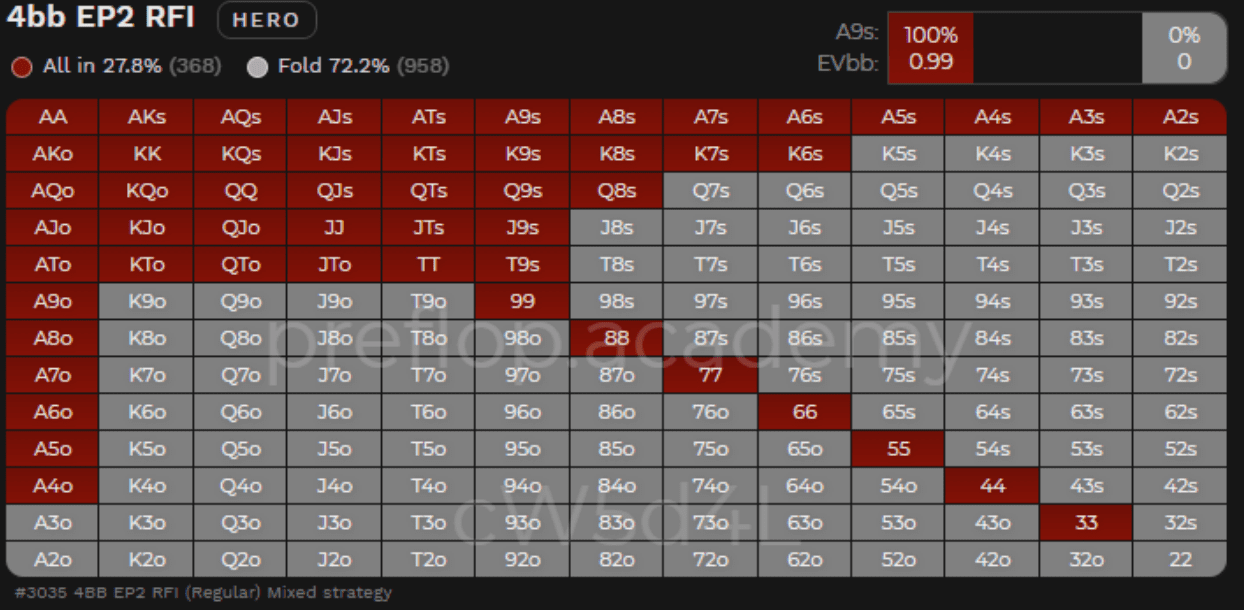 4bb EP2 RFI HERO
All in 27.8% (368) Fold 72.2% (958)
A9s: 100% 0%
EVbb: 0.99 0
AA AKs AQs AJs ATs A9s A8s A7s A6s A5s A4s A3s A2s
AKo KK KQs KJs KTs K9s K8s K7s K6s K5s K4s K3s K2s
AQo KQo QQ QJs QTs Q9s Q8s Q7s Q6s Q5s Q4s Q3s Q2s
AJo KJo QJo JJ JTs J9s J8s J7s J6s J5s J4s J3s J2s
ATo KTo QTo JTo TT T9s T8s T7s T6s T5s T4s T3s T2s
A9o K9o Q9o J9o T9o 99 98s 97s 96s 95s 94s 93s 92s
preflop.academy
A8o K8o Q8o J8o T8o 98o 88 87s 86s 85s 84s 83s 82s
A7o K7o Q7o J7o T7o 97o 87o 77 76s 75s 74s 73s 72s
A6o K6o Q6o J6o T6o 96o 86o 76o 66 65s 64s 63s 62s
A5o K5o Q5o J5o T5o 95o 85o 75o 65o 55 54s 53s 52s
A4o K4o Q4o J4o T4o 94o 84o 74o 64o 54o 44 43s 42s
cW5d4L
A3o K3o Q3o J3o T3o 93o 83o 73o 63o 53o 43o 33 32s
A2o K2o Q2o J2o T2o 92o 82o 72o 62o 52o 42o 32o 22
#3035 4BB EP2 RFI (Regular) Mixed strategy